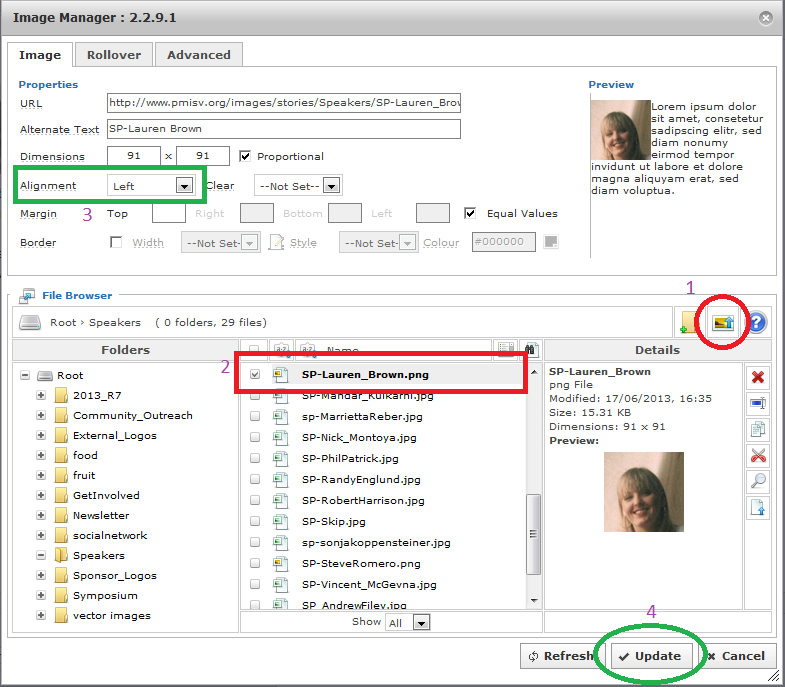 Image Manager : 2.2.9.1
Image Rollover Advanced
Properties
URL http://www.pmisv.org/images/stories/Speakers/SP-Lauren_Brow
Alternate Text SP-Lauren Brown
Dimensions 91 x 91 Proportional
Alignment Left Clear --Not Set--
3
Margin Top Right Bottom Left Equal Values
Border Width --Not Set- Style --Not Set- Colour #000000
Preview
Lorem ipsum dolor
sit amet, consetetur
sadipscing elitr, sed
diam nonumy
eirmod tempor
invidunt ut labore et dolore
magna aliquyam erat, sed
diam voluptua.
1
File Browser
Root › Speakers ( 0 folders, 29 files)
?
Folders
Root
2013_R7
Community_Outreach
External_Logos
food
fruit
GetInvolved
Newsletter
socialnetwork
Speakers
Sponsor_Logos
Symposium
vector images
Name
2
SP-Lauren_Brown.png
SP-Mandar_Kulkarni.jpg
sp-MarriettaReber.jpg
SP-Nick_Montoya.jpg
SP-PhilPatrick.jpg
SP-RandyEnglund.jpg
SP-RobertHarrison.jpg
SP-Skip.jpg
sp-sonjakoppensteiner.jpg
SP-SteveRomero.png
SP-Vincent_McGevna.jpg
SP_AndrewFiley.jpg
Show All
Details
SP-Lauren_Brown
png File
Modified: 17/06/2013, 16:35
Size: 15.31 KB
Dimensions: 91 x 91
Preview:
4
Refresh Update Cancel